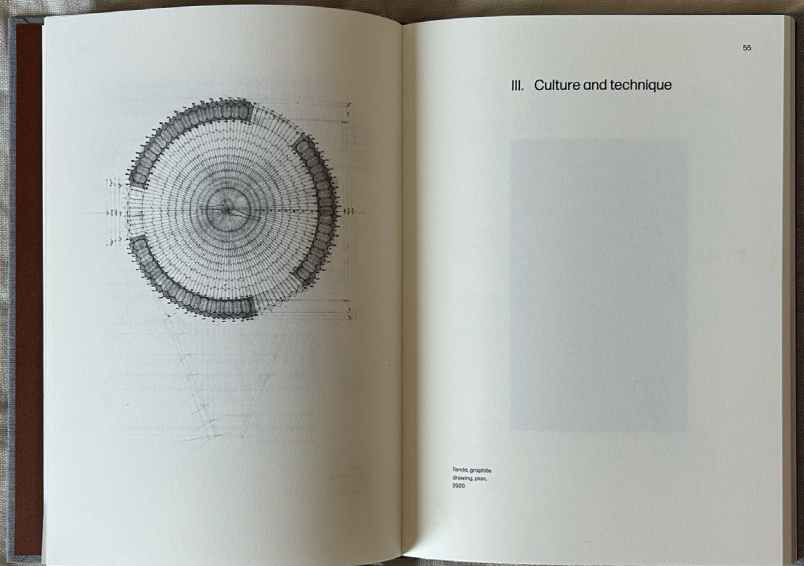 55
III. Culture and technique
Tenda, graphite
drawing, plan.
2020